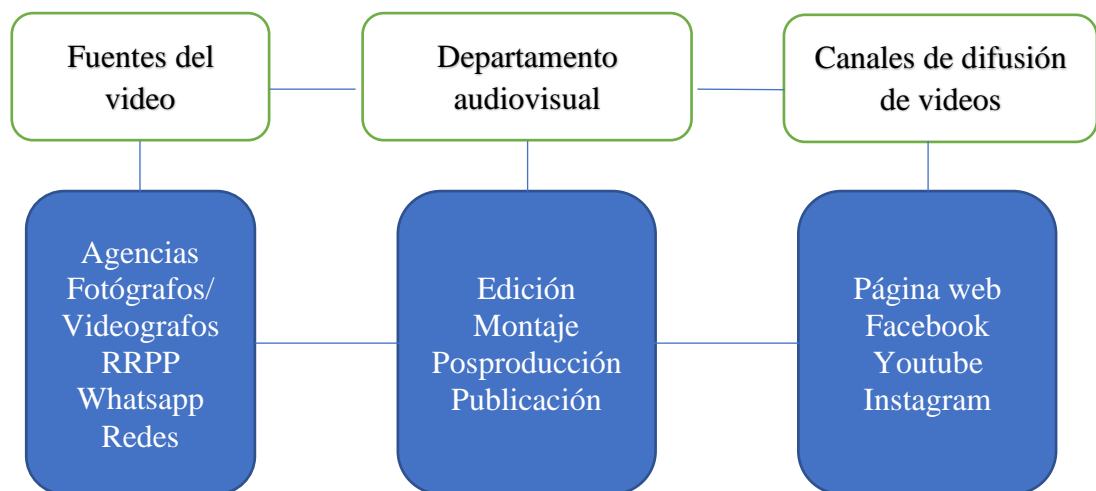 Fuentes del
video
Departamento
audiovisual
Canales de difusión
de videos
Agencias
Fotógrafos/
Videografos
RRPP
Whatsapp
Redes
Edición
Montaje
Posproducción
Publicación
Página web
Facebook
Youtube
Instagram